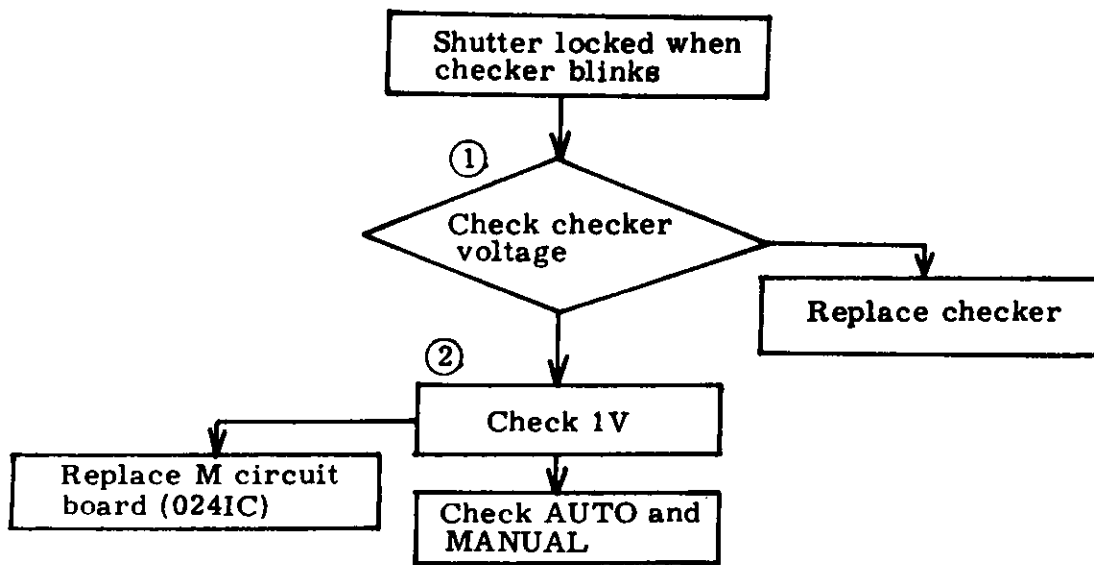 Shutter locked when
checker blinks
①
Check checker
voltage
Replace checker
②
Check 1V
Replace M circuit
board (024IC)
Check AUTO and
MANUAL